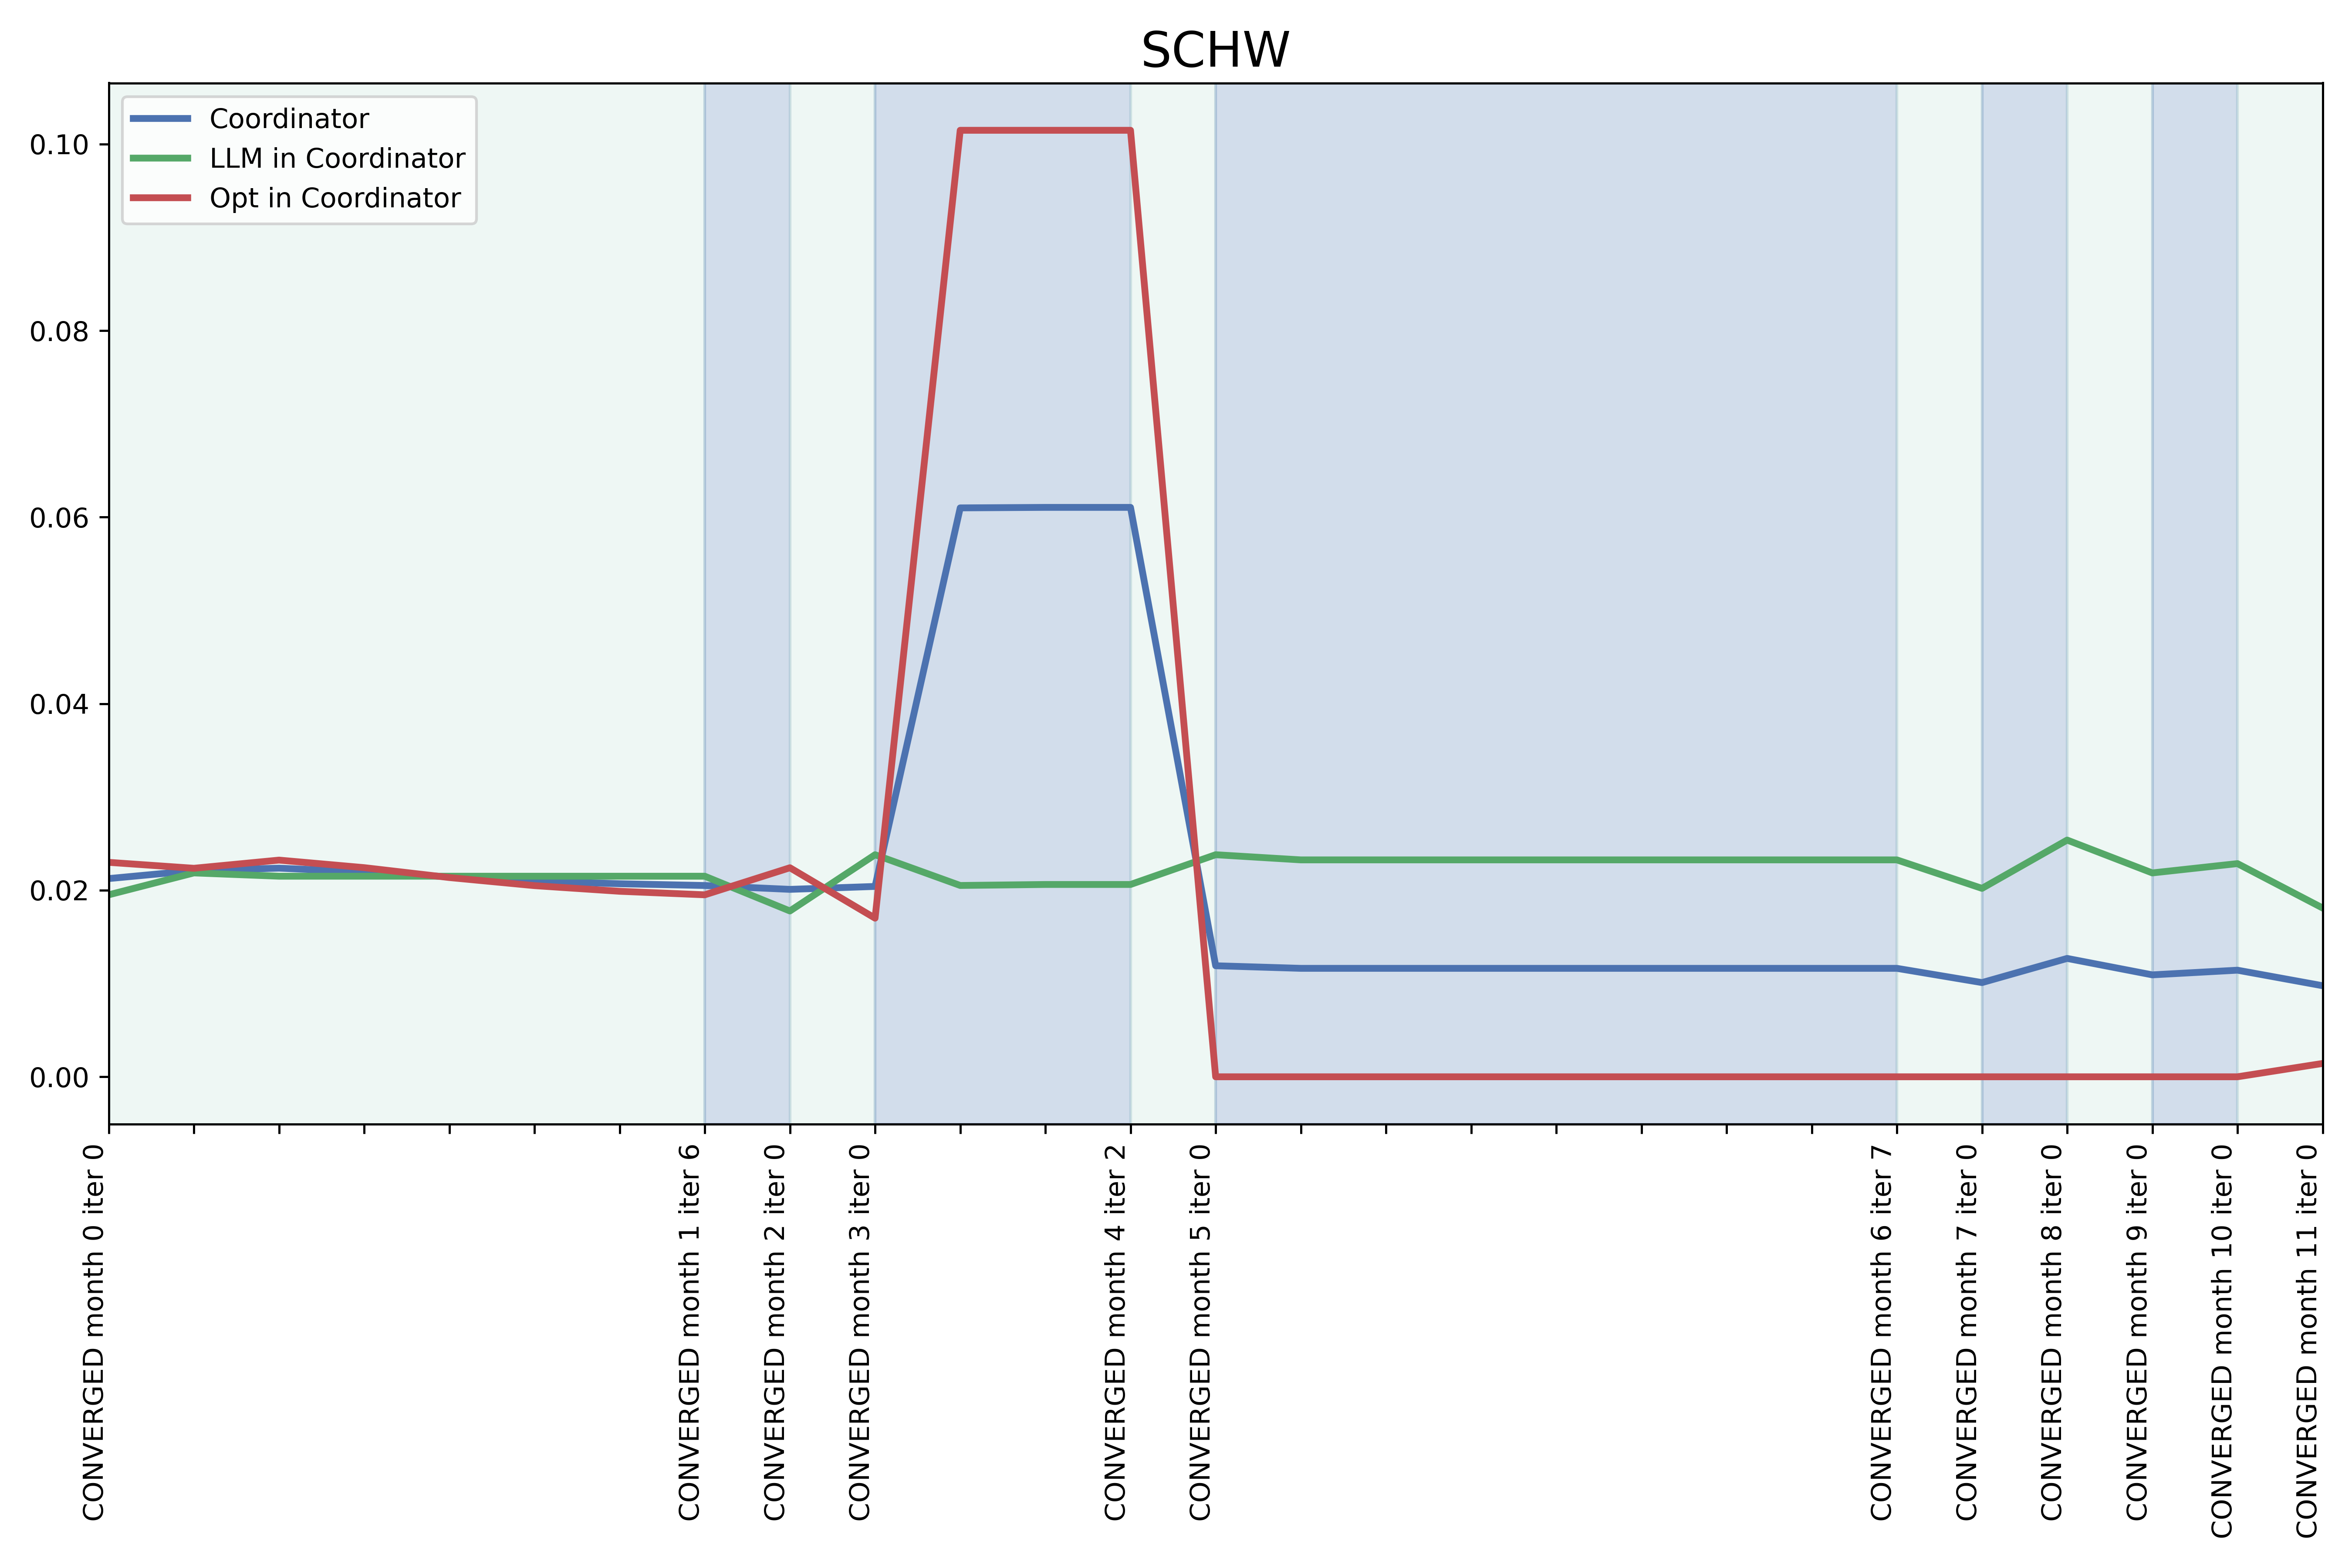 SCHW
Coordinator
LLM in Coordinator
Opt in Coordinator
0.10
0.08
0.06
0.04
0.02
0.00
CONVERGED month 0 iter 0
CONVERGED month 1 iter 6
CONVERGED month 2 iter 0
CONVERGED month 3 iter 0
CONVERGED month 4 iter 2
CONVERGED month 5 iter 0
CONVERGED month 6 iter 7
CONVERGED month 7 iter 0
CONVERGED month 8 iter 0
CONVERGED month 9 iter 0
CONVERGED month 10 iter 0
CONVERGED month 11 iter 0